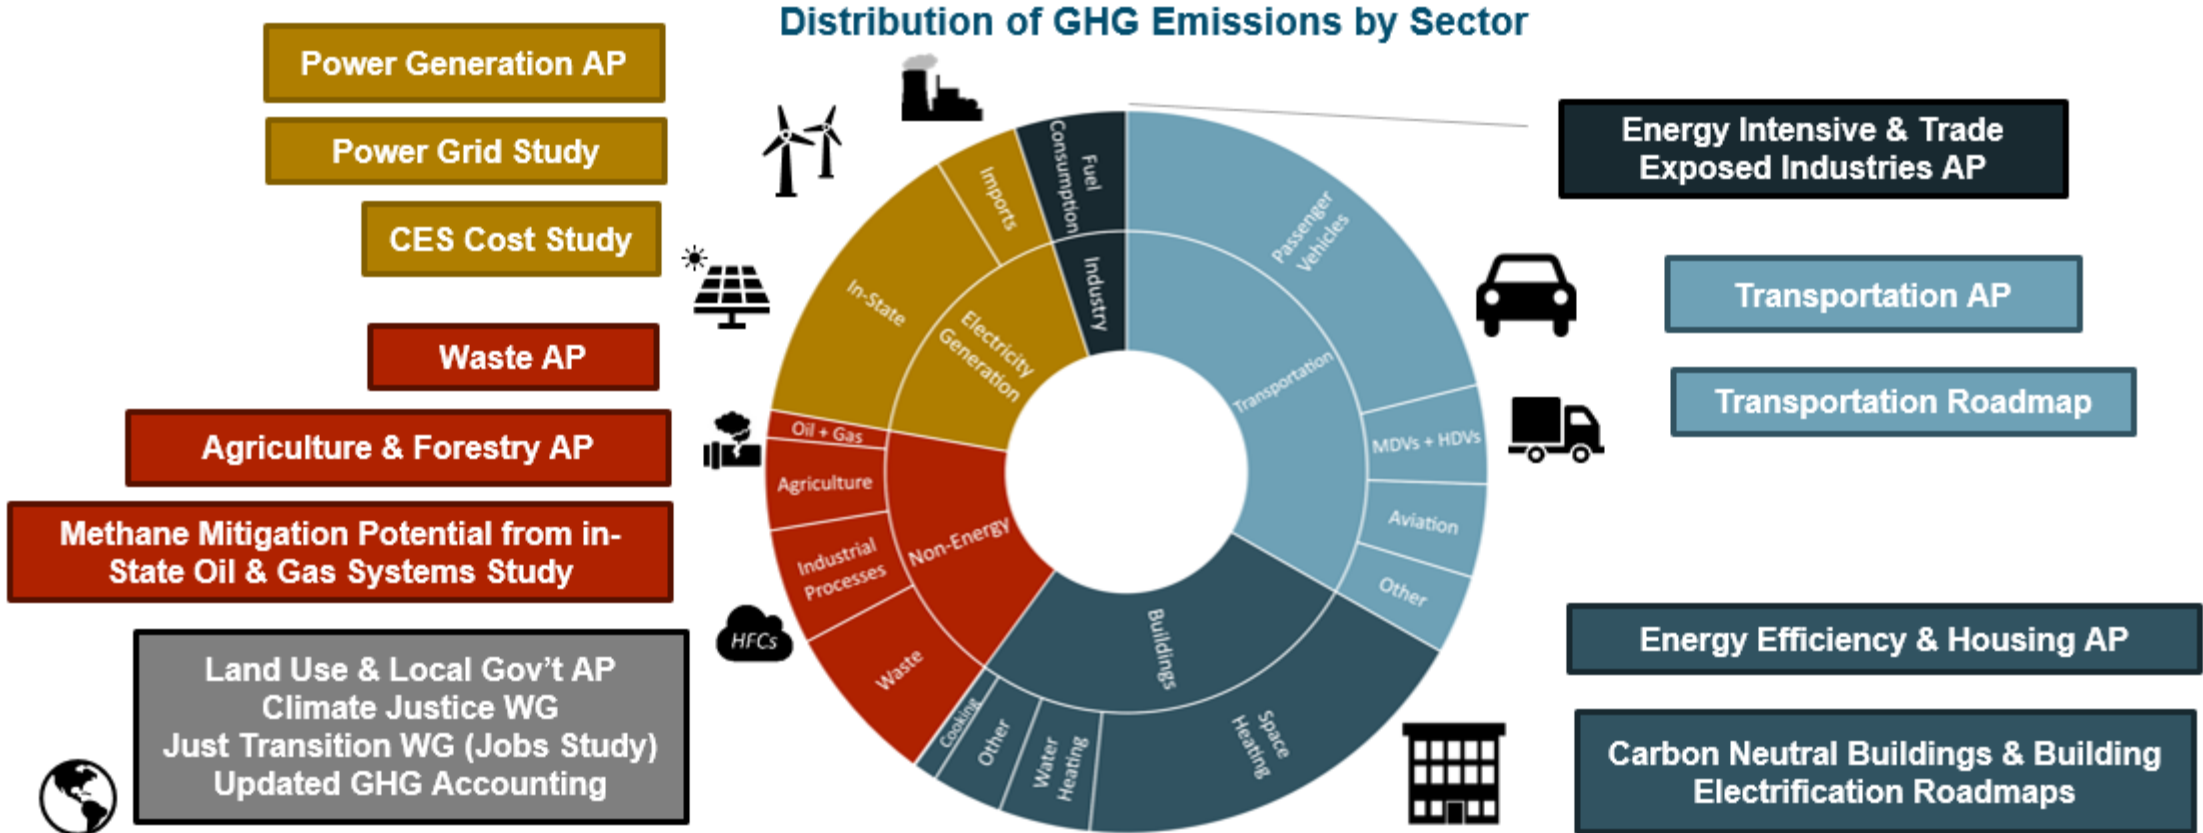 Distribution of GHG Emissions by Sector
Power Generation AP
Power Grid Study
CES Cost Study
Waste AP
Agriculture & Forestry AP
Methane Mitigation Potential from in-
State Oil & Gas Systems Study
Land Use & Local Gov't AP
Climate Justice WG
Just Transition WG (Jobs Study)
Updated GHG Accounting
Fuel
Consumption
Industry
Imports
In-State
Electricity
Generation
Oil + Gas
Agriculture
Industrial
Processes
Waste
Non-Energy
HFCs
Passenger
Vehicles
Transportation
MDVs + HDVs
Aviation
Other
Buildings
Space
Heating
Water
Heating
Other
Cooking
Energy Intensive & Trade
Exposed Industries AP
Transportation AP
Transportation Roadmap
Energy Efficiency & Housing AP
Carbon Neutral Buildings & Building
Electrification Roadmaps